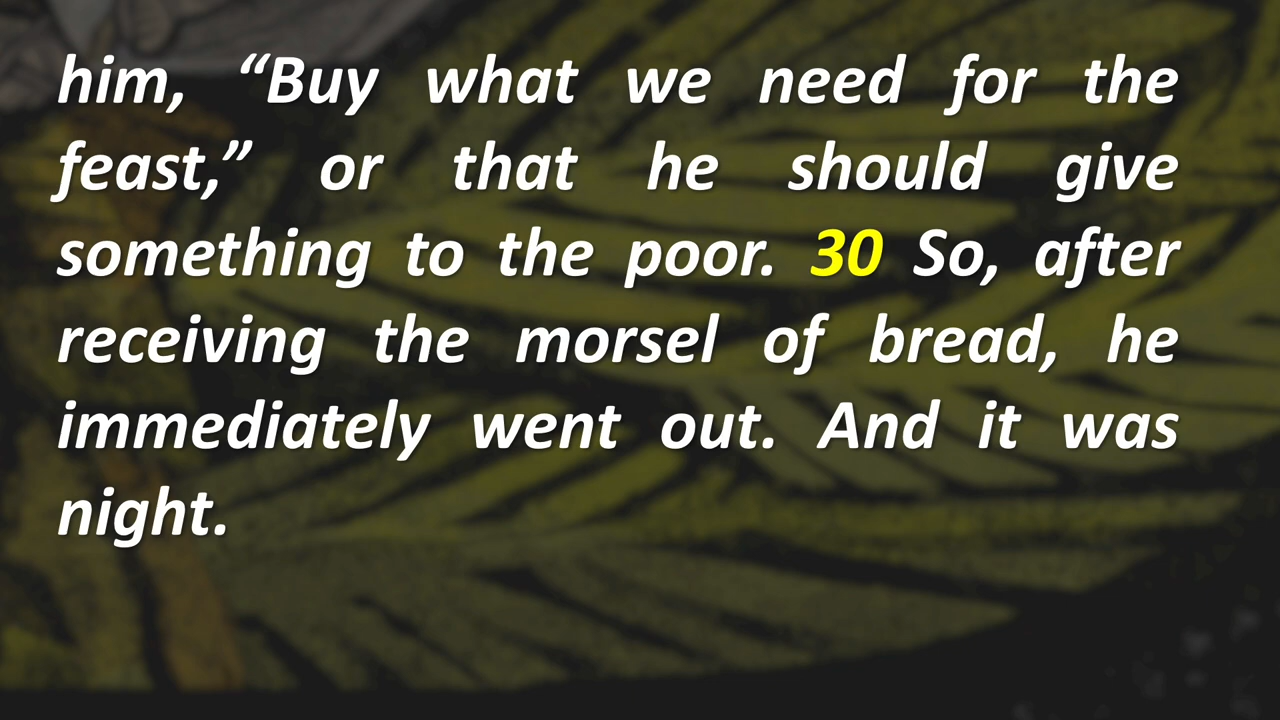 him, “Buy what we need for the
feast,” or that he should give
something to the poor. 30 So, after
receiving the morsel of bread, he
immediately went out. And it was
night.